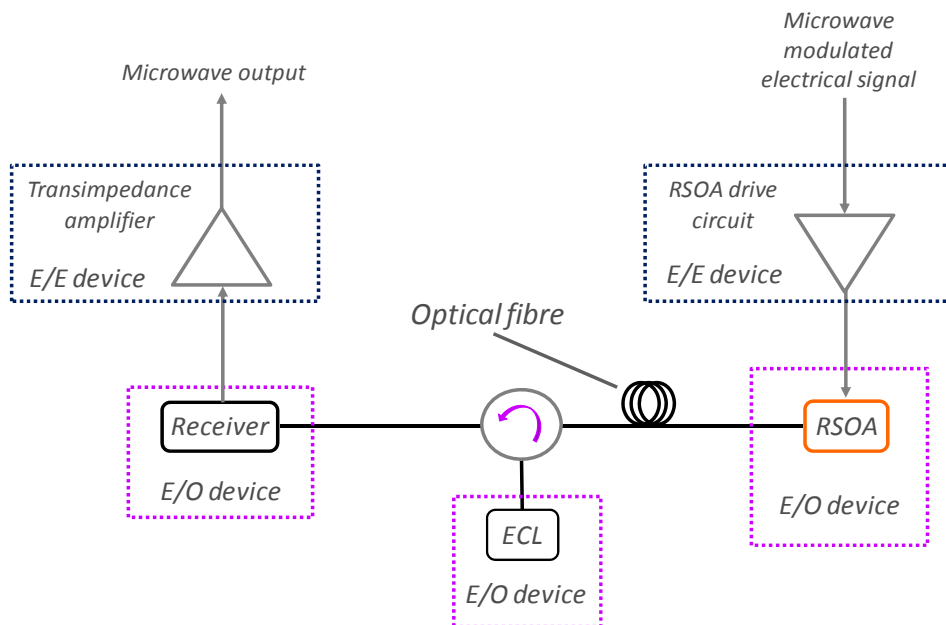 Microwave output
Microwave
modulated
electrical signal
Transimpedance
amplifier
E/E device
RSOA drive
circuit
E/E device
Optical fibre
Receiver
E/O device
RSOA
E/O device
ECL
E/O device